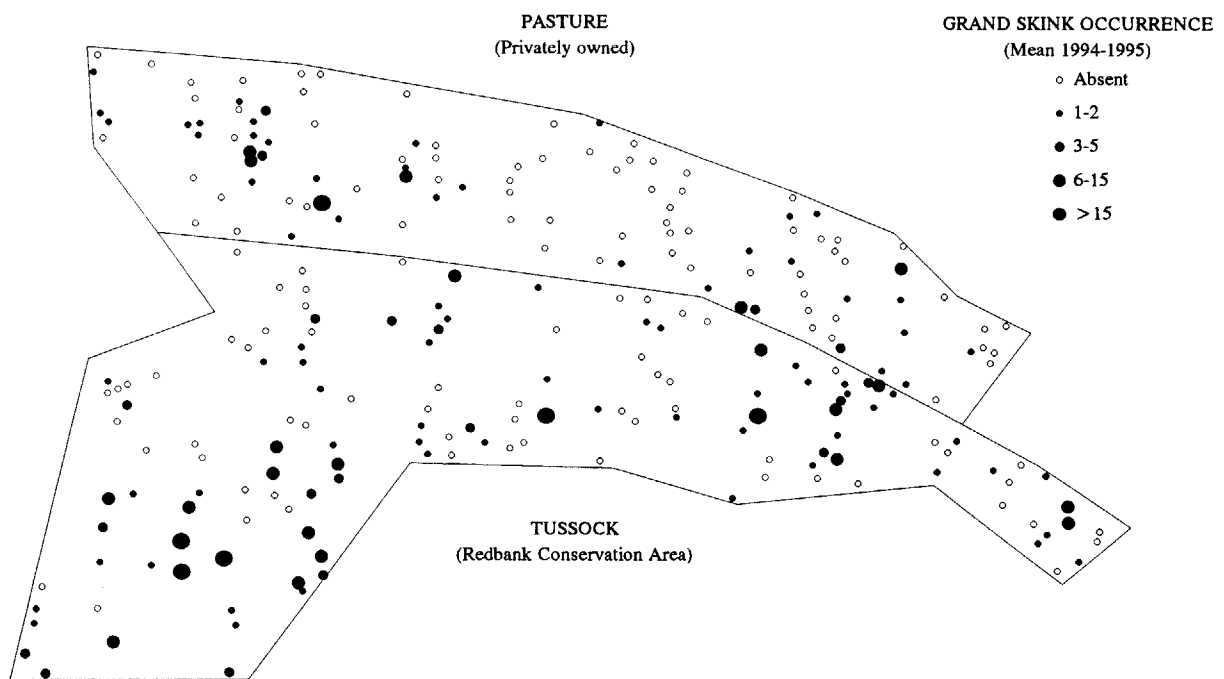 PASTURE
(Privately owned)
GRAND SKINK OCCURRENCE
(Mean 1994-1995)
Absent
1-2
3-5
6-15
>15
TUSSOCK
(Redbank Conservation Area)